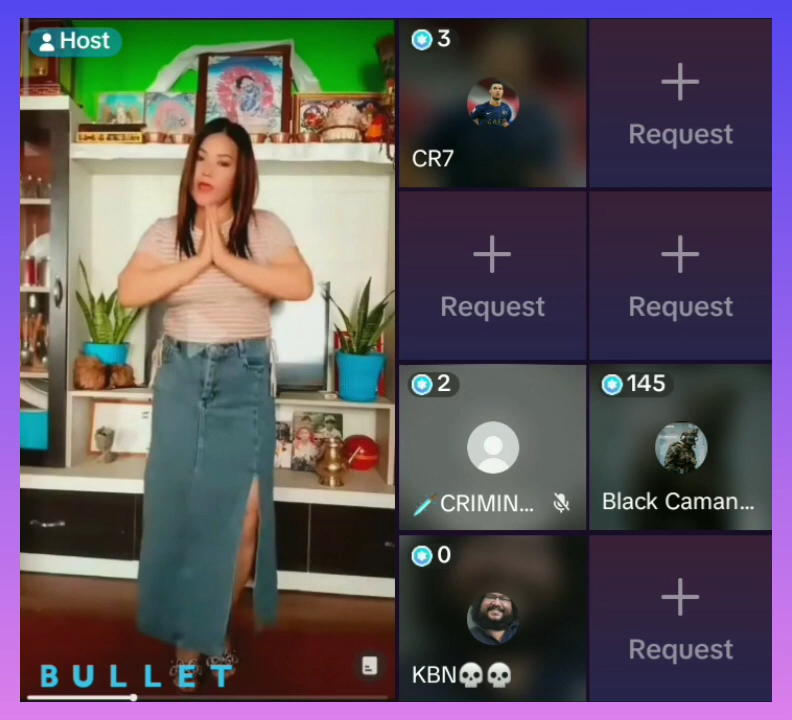 Host
3
CR7
Request
Request
Request
2
CRIMIN...
145
Black Caman...
0
KBN💀💀
Request
BULLET